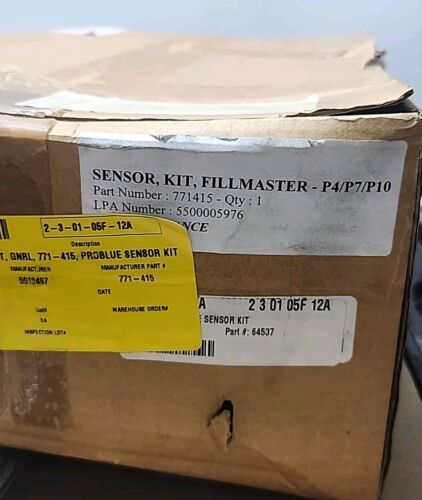 SENSOR, KIT, FILLMASTER - P4/P7/P10
Part Number : 771415 - Qty : 1
LPA Number : 5500005976
NCE
2-3-01-05F-12A
Description
T, GNRL, 771-415, PROBLUE SENSOR KIT
MANUFACTURER
MANUFACTURER PART #
5012497
771-415
DATE
Unit
WAREHOUSE ORDER#
EA
INSPECTION LOT#
A 2 3 01 05F 12A
E SENSOR KIT
Part #: 64537